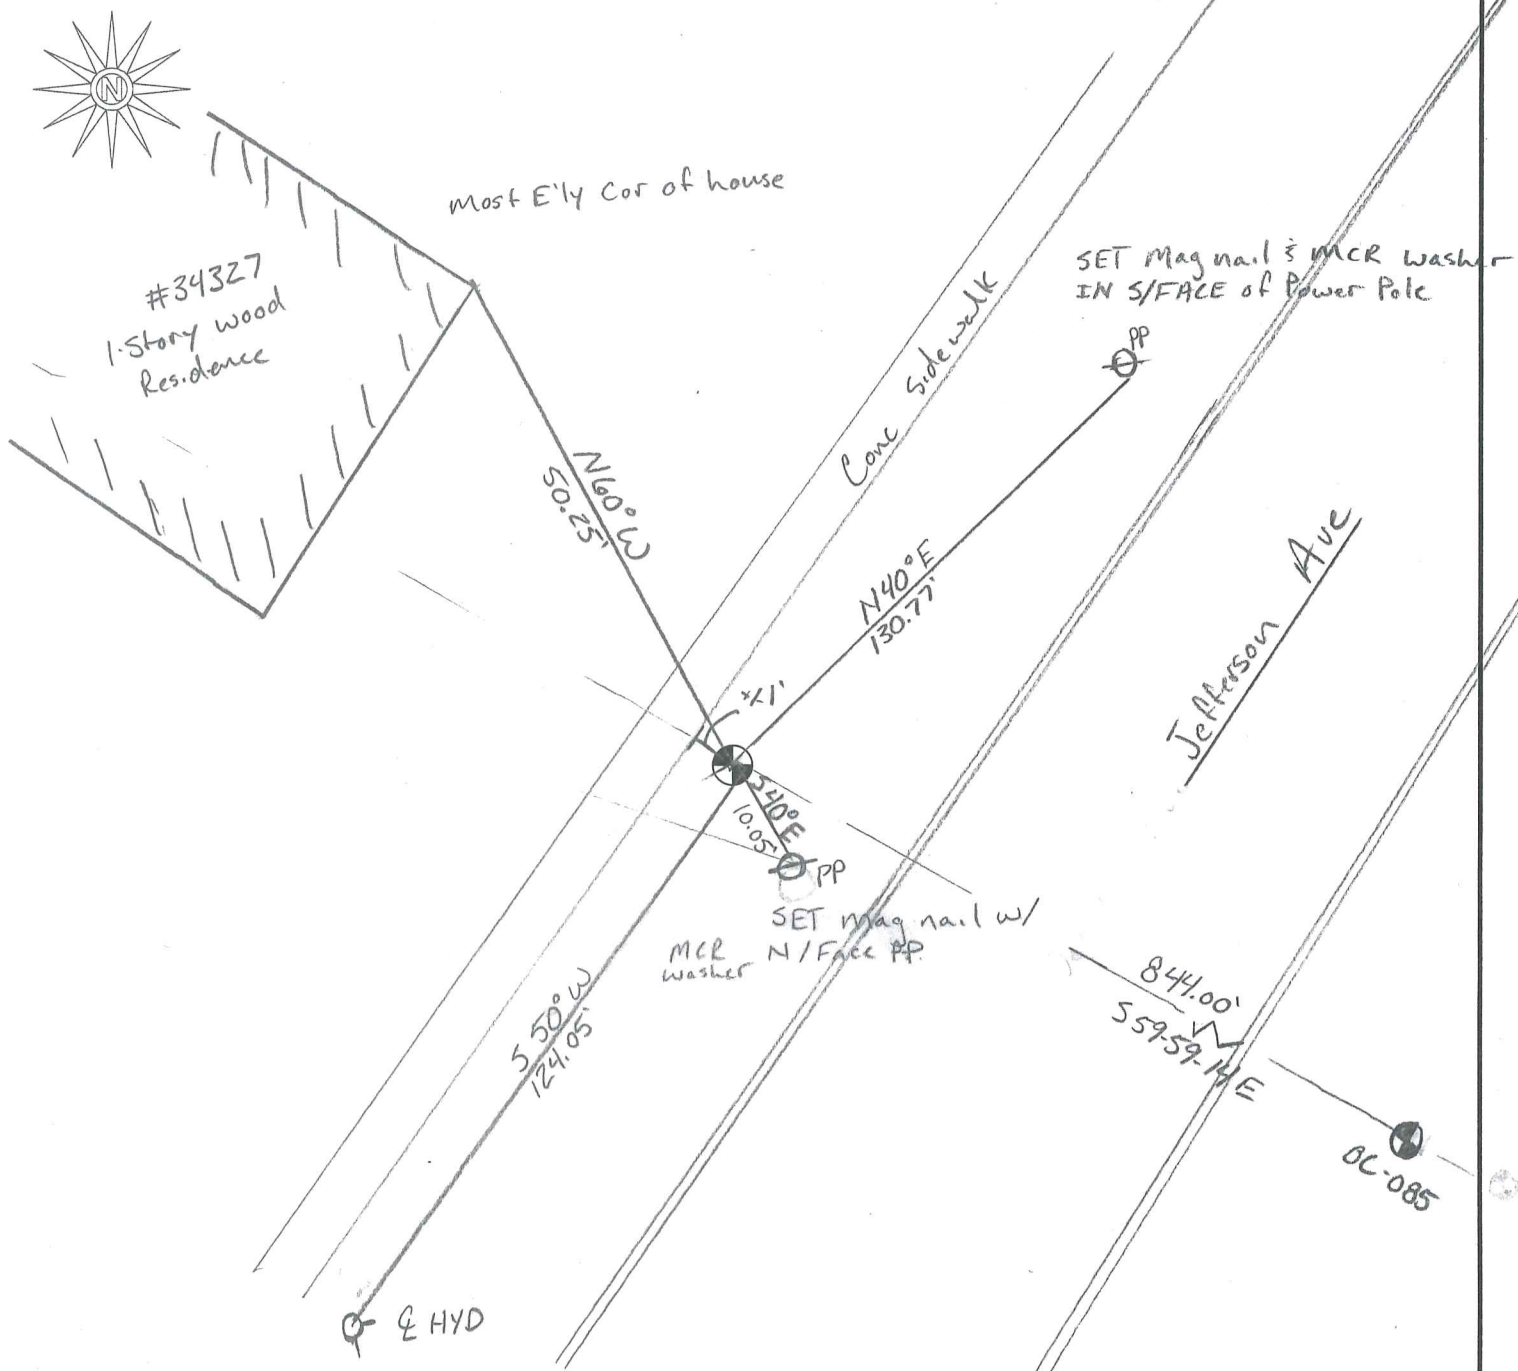 N
Most E'ly Cor of house
#34327
1-Story wood
Residence
SET Mag nail & MCR washer
IN S/FACE of Power Pole
PP
Conc Sidewalk
N60°W
50.25'
N40°E
130.77'
Jefferson Ave
S40°E
10.05'
PP
SET Mag nail w/
MCR washer N/Face PP.
S 50° W
124.05'
844.00'
S59-59-14E
OC-085
℄ HYD